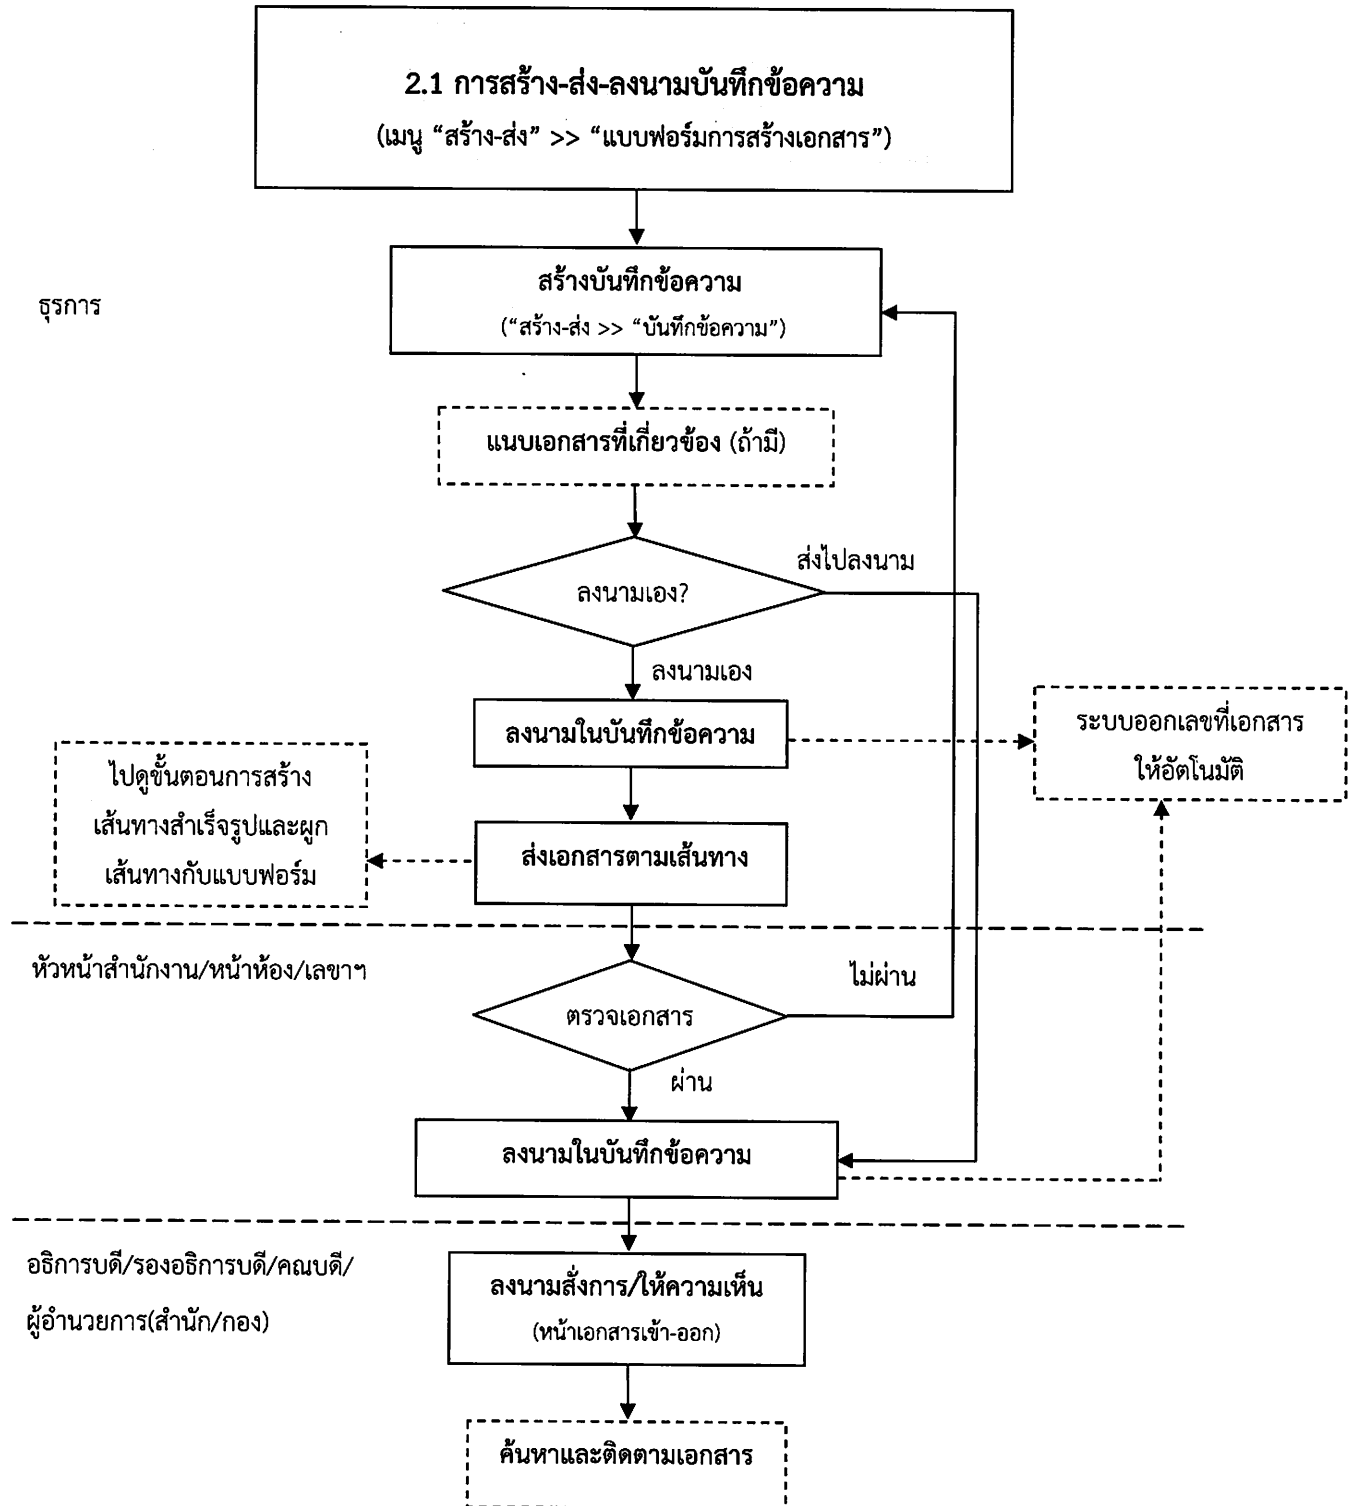 2.1 การสร้าง-ส่ง-ลงนามบันทึกข้อความ
(เมนู “สร้าง-ส่ง” >> “แบบฟอร์มการสร้างเอกสาร”)
ธุรการ
สร้างบันทึกข้อความ
(“สร้าง-ส่ง >> “บันทึกข้อความ”)
แนบเอกสารที่เกี่ยวข้อง (ถ้ามี)
ส่งไปลงนาม
ลงนามเอง?
ลงนามเอง
ลงนามในบันทึกข้อความ
ระบบออกเลขที่เอกสาร
ให้อัตโนมัติ
ไปดูขั้นตอนการสร้าง
เส้นทางสำเร็จรูปและผูก
เส้นทางกับแบบฟอร์ม
ส่งเอกสารตามเส้นทาง
หัวหน้าสำนักงาน/หน้าห้อง/เลขาฯ
ไม่ผ่าน
ตรวจเอกสาร
ผ่าน
ลงนามในบันทึกข้อความ
อธิการบดี/รองอธิการบดี/คณบดี/
ผู้อำนวยการ(สำนัก/กอง)
ลงนามสั่งการ/ให้ความเห็น
(หน้าเอกสารเข้า-ออก)
ค้นหาและติดตามเอกสาร